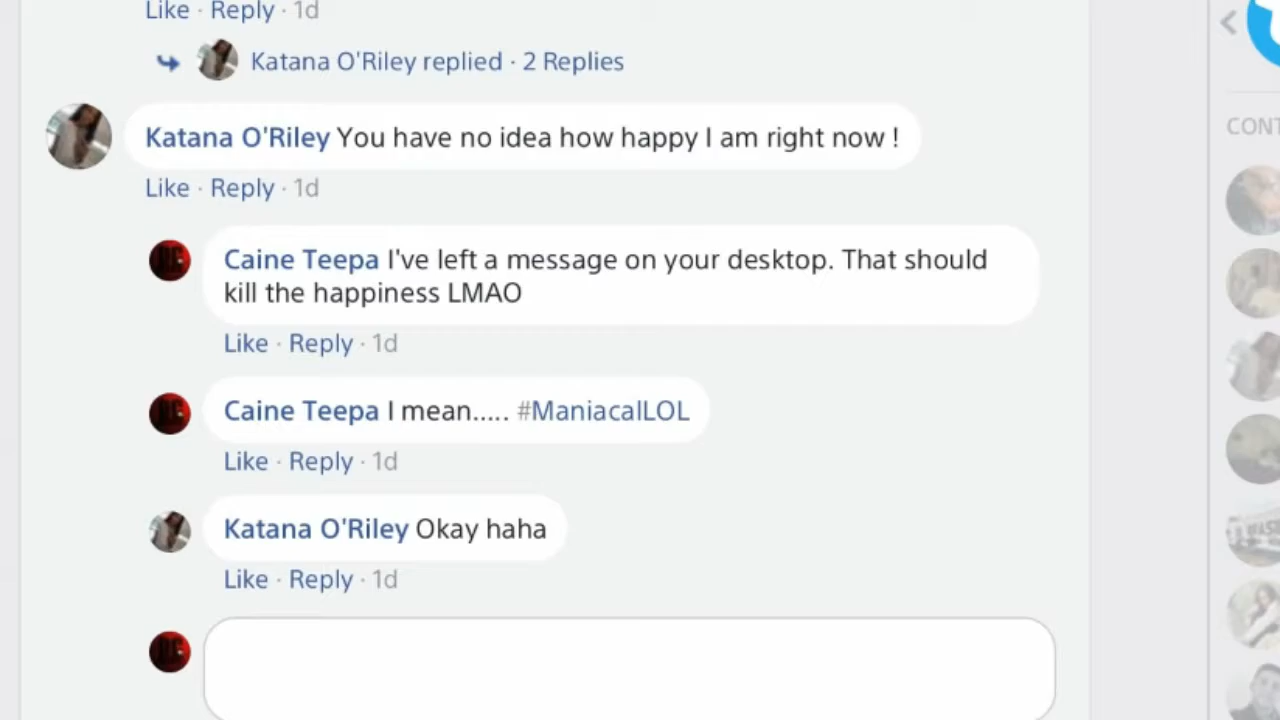 Like · Reply · 1d
Katana O'Riley replied · 2 Replies
Katana O'Riley You have no idea how happy I am right now !
Like · Reply · 1d
Caine Teepa I've left a message on your desktop. That should
kill the happiness LMAO
Like · Reply · 1d
Caine Teepa I mean..... #ManiacalLOL
Like · Reply · 1d
Katana O'Riley Okay haha
Like · Reply · 1d
CONT